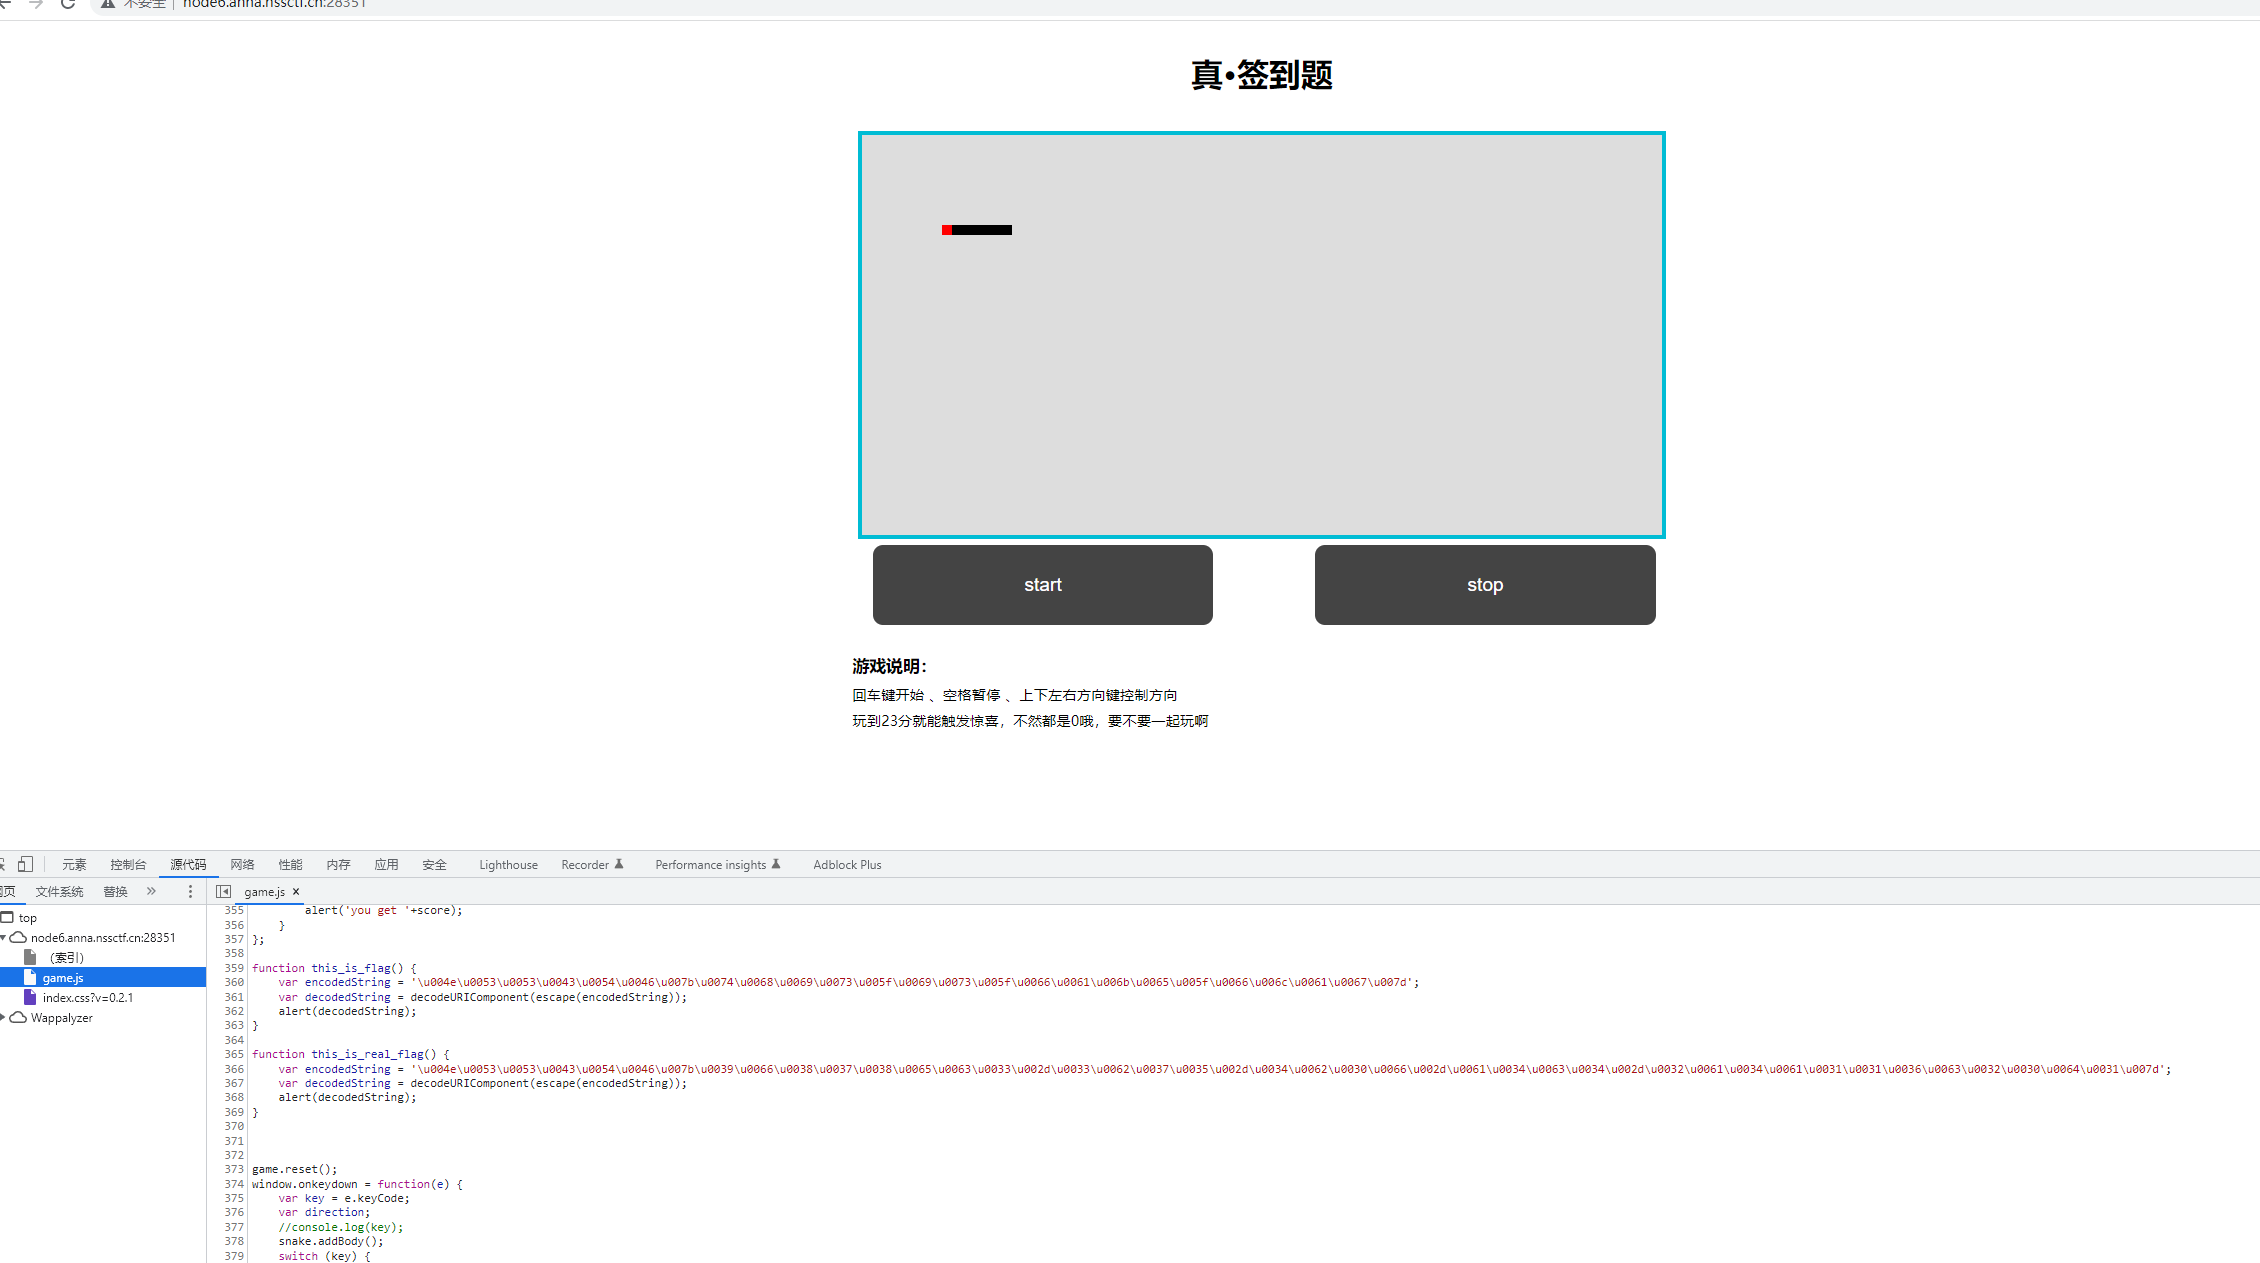 不安全 | node6.anna.nssctf.cn:28351
真•签到题
start
stop
游戏说明：
回车键开始 、空格暂停 、上下左右方向键控制方向
玩到23分就能触发惊喜，不然都是0哦，要不要一起玩啊
元素 控制台 源代码 网络 性能 内存 应用 安全 Lighthouse Recorder Performance insights Adblock Plus
网页 文件系统 替换 » game.js ×
top
node6.anna.nssctf.cn:28351
（索引）
game.js
index.css?v=0.2.1
Wappalyzer
355 alert('you get '+score);
356 }
357 };
358
359 function this_is_flag() {
360 var encodedString = '\u004e\u0053\u0053\u0043\u0054\u0046\u007b\u0074\u0068\u0069\u0073\u005f\u0069\u0073\u005f\u0066\u0061\u006b\u0065\u005f\u0066\u006c\u0061\u0067\u007d';
361 var decodedString = decodeURIComponent(escape(encodedString));
362 alert(decodedString);
363 }
364
365 function this_is_real_flag() {
366 var encodedString = '\u004e\u0053\u0053\u0043\u0054\u0046\u007b\u0039\u0066\u0038\u0037\u0038\u0065\u0063\u0033\u002d\u0033\u0062\u0037\u0035\u002d\u0034\u0062\u0030\u0066\u002d\u0061\u0034\u0063\u0034\u002d\u0032\u0061\u0034\u0061\u0031\u0031\u0036\u0063\u0032\u0030\u0064\u0031\u007d';
367 var decodedString = decodeURIComponent(escape(encodedString));
368 alert(decodedString);
369 }
370
371
372
373 game.reset();
374 window.onkeydown = function(e) {
375 var key = e.keyCode;
376 var direction;
377 //console.log(key);
378 snake.addBody();
379 switch (key) {